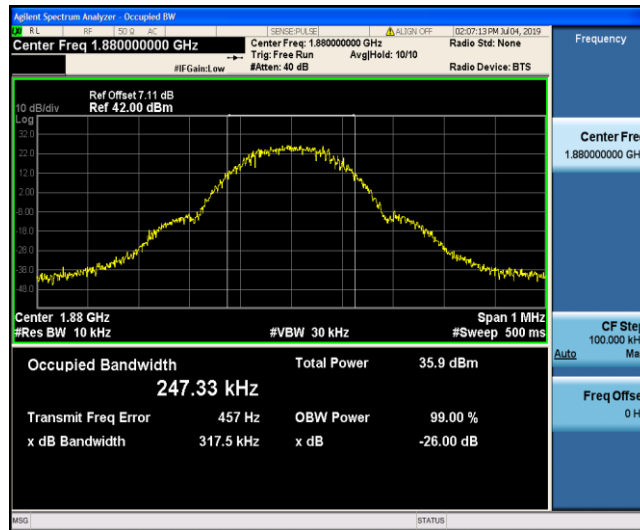 Agilent Spectrum Analyzer - Occupied BW
RL RF 50 Ω AC SENSE:PULSE ALIGN OFF 02:07:13 PM Jul 04, 2019
Center Freq 1.880000000 GHz
Center Freq: 1.880000000 GHz
Trig: Free Run Avg|Hold: 10/10
#IFGain:Low #Atten: 40 dB
Radio Std: None
Radio Device: BTS
Frequency
Ref Offset 7.11 dB
10 dB/div Ref 42.00 dBm
Log
32.0
22.0
12.0
2.00
-8.00
-18.0
-28.0
-38.0
-48.0
Center 1.88 GHz Span 1 MHz
#Res BW 10 kHz #VBW 30 kHz #Sweep 500 ms
Occupied Bandwidth Total Power 35.9 dBm
247.33 kHz
Transmit Freq Error 457 Hz OBW Power 99.00 %
x dB Bandwidth 317.5 kHz x dB -26.00 dB
Center Fre
1.880000000 GH
CF Ste
100.000 kH
Auto Ma
Freq Offse
0 H
MSG STATUS